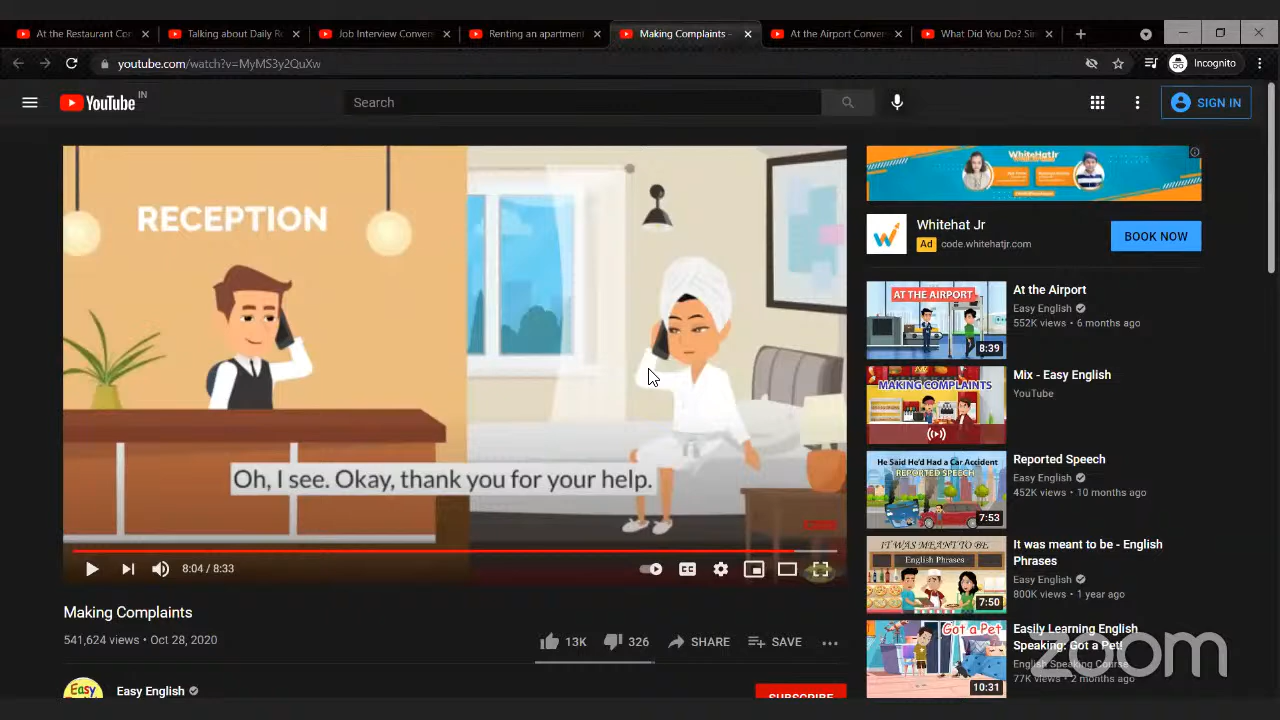 At the Restaurant Cor
Talking about Daily R
Job Interview Conver
Renting an apartment
Making Complaints -
At the Airport Conver
What Did You Do? Si
youtube.com/watch?v=MyMS3y2QuXw
Incognito
YouTube IN
Search
SIGN IN
RECEPTION
Oh, I see. Okay, thank you for your help.
8:04 / 8:33
CC
Making Complaints
541,624 views • Oct 28, 2020
13K
326
SHARE
SAVE
Easy
Easy English
SUBSCRIBE
WhiteHatJr
Whitehat Jr
Ad code.whitehatjr.com
BOOK NOW
AT THE AIRPORT
8:39
At the Airport
Easy English
552K views • 6 months ago
MAKING COMPLAINTS
Mix - Easy English
YouTube
He Said He'd Had a Car Accident
REPORTED SPEECH
7:53
Reported Speech
Easy English
452K views • 10 months ago
IT WAS MEANT TO BE
English Phrases
7:50
It was meant to be - English
Phrases
Easy English
800K views • 1 year ago
Got a Pet
10:31
Easily Learning English
Speaking: Got a Pet!
English Speaking Course
77K views • 2 months ago
zoom